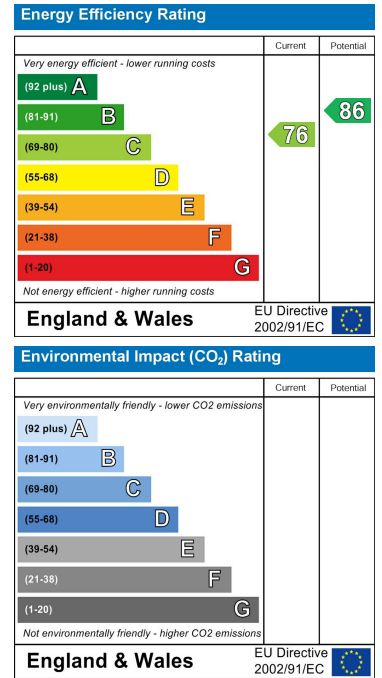 Energy Efficiency Rating
Current Potential
Very energy efficient - lower running costs
(92 plus) A
(81-91) B
(69-80) C
(55-68) D
(39-54) E
(21-38) F
(1-20) G
76
86
Not energy efficient - higher running costs
England & Wales
EU Directive
2002/91/EC
Environmental Impact (CO₂) Rating
Current Potential
Very environmentally friendly - lower CO2 emissions
(92 plus) A
(81-91) B
(69-80) C
(55-68) D
(39-54) E
(21-38) F
(1-20) G
Not environmentally friendly - higher CO2 emissions
England & Wales
EU Directive
2002/91/EC